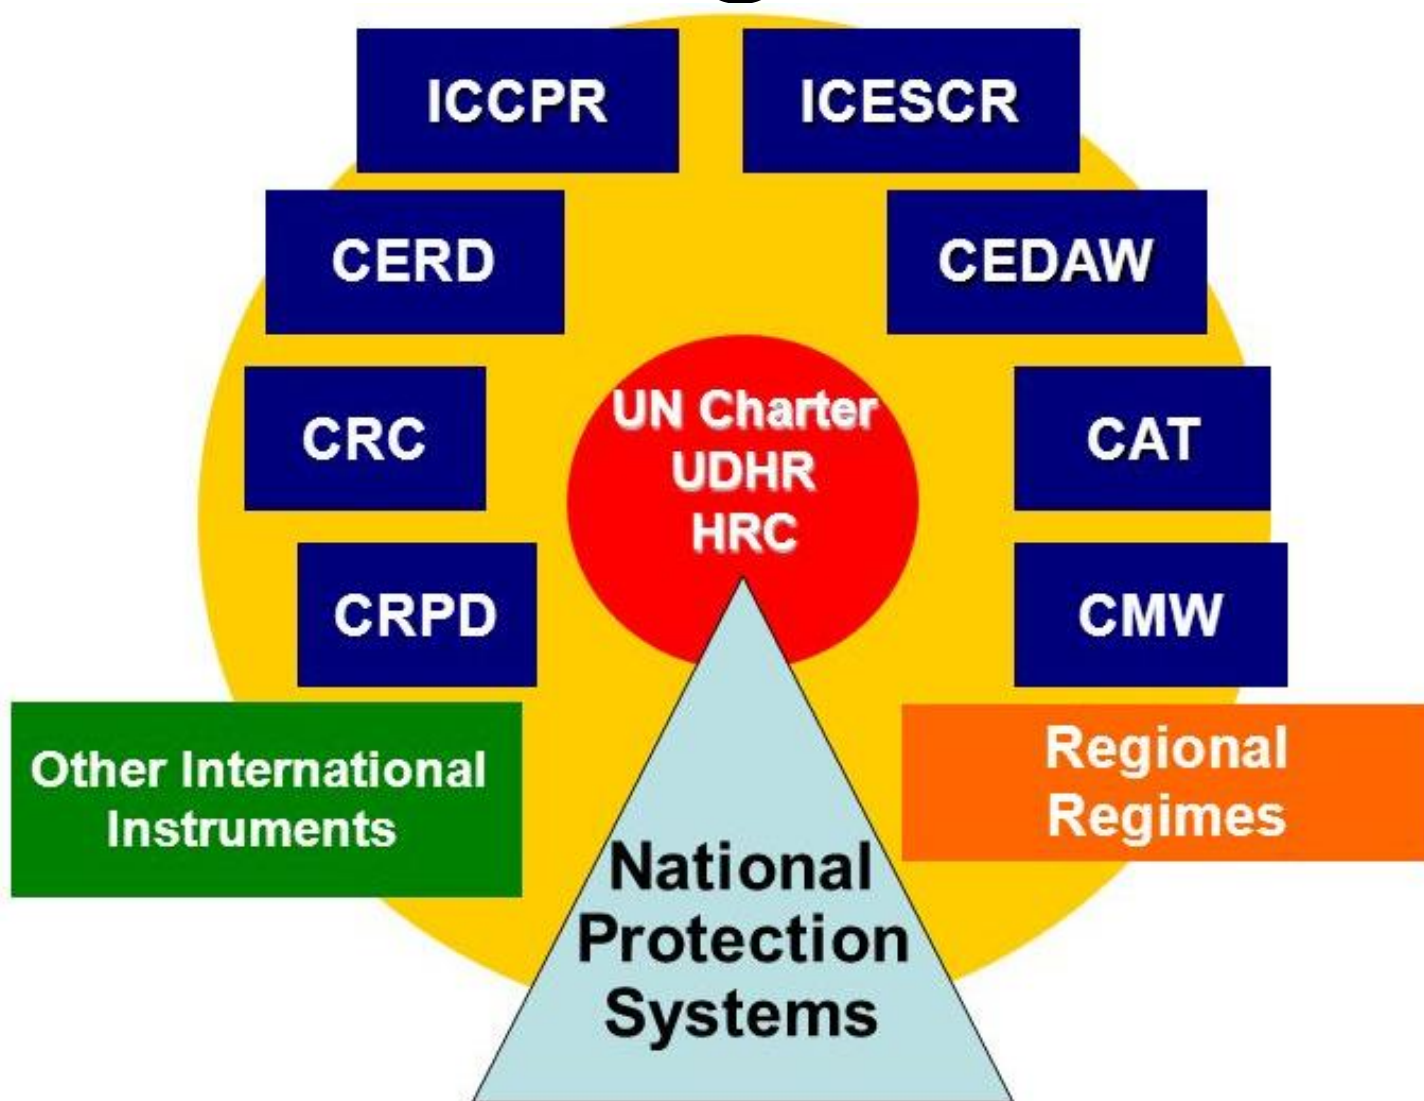 ICCPR
ICESCR
CERD
CEDAW
UN Charter
UDHR
HRC
CRC
CAT
CRPD
CMW
Other International
Instruments
Regional
Regimes
National
Protection
Systems